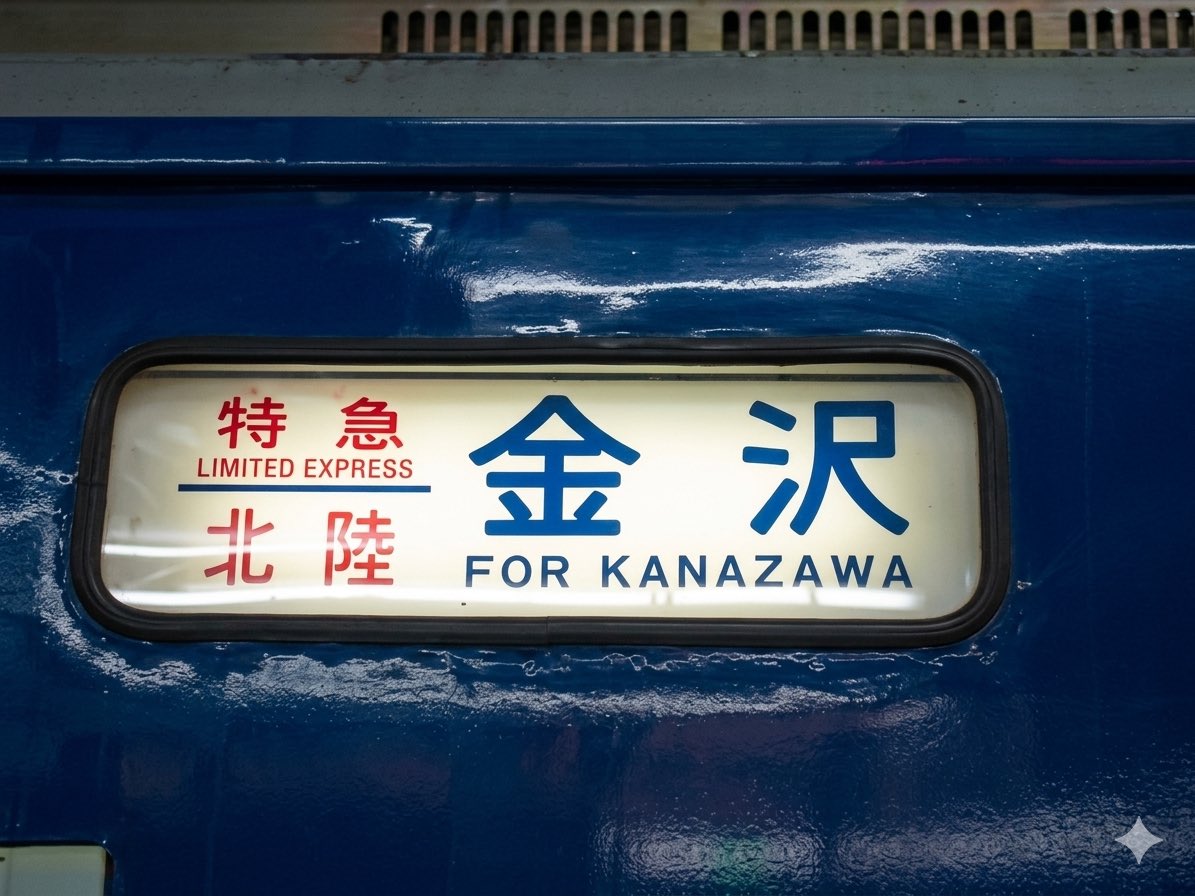 特急
LIMITED EXPRESS
北陸
金沢
FOR KANAZAWA